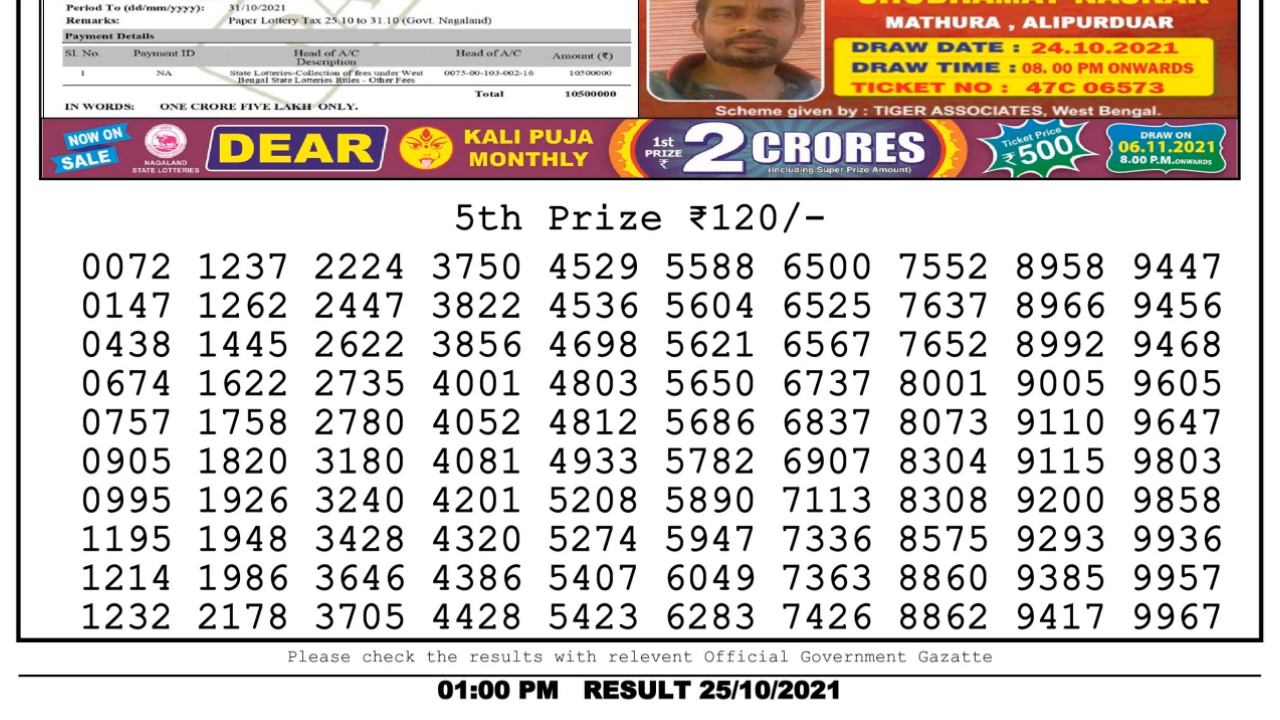 Period To (dd/mm/yyyy): 31/10/2021
Remarks: Paper Lottery Tax 25.10 to 31.10 (Govt. Nagaland)
Payment Details
Sl. No. Payment ID Head of A/C Description Head of A/C Amount (₹)
1 NA State Lotteries-Collection of fees under West Bengal State Lotteries Rules - Other Fees 0075-00-103-002-16 10500000
Total 10500000
IN WORDS: ONE CRORE FIVE LAKH ONLY.
MATHURA , ALIPURDUAR
DRAW DATE : 24.10.2021
DRAW TIME : 08. 00 PM ONWARDS
TICKET NO : 47C 06573
Scheme given by : TIGER ASSOCIATES, West Bengal.
NOW ON
SALE
NAGALAND
STATE LOTTERIES
DEAR
KALI PUJA
MONTHLY
1st
PRIZE
₹
2 CRORES
(Including Super Prize Amount)
Ticket Price
₹500
DRAW ON
06.11.2021
8.00 P.M.ONWARDS
5th Prize ₹120/-
0072 1237 2224 3750 4529 5588 6500 7552 8958 9447
0147 1262 2447 3822 4536 5604 6525 7637 8966 9456
0438 1445 2622 3856 4698 5621 6567 7652 8992 9468
0674 1622 2735 4001 4803 5650 6737 8001 9005 9605
0757 1758 2780 4052 4812 5686 6837 8073 9110 9647
0905 1820 3180 4081 4933 5782 6907 8304 9115 9803
0995 1926 3240 4201 5208 5890 7113 8308 9200 9858
1195 1948 3428 4320 5274 5947 7336 8575 9293 9936
1214 1986 3646 4386 5407 6049 7363 8860 9385 9957
1232 2178 3705 4428 5423 6283 7426 8862 9417 9967
Please check the results with relevent Official Government Gazatte
01:00 PM RESULT 25/10/2021